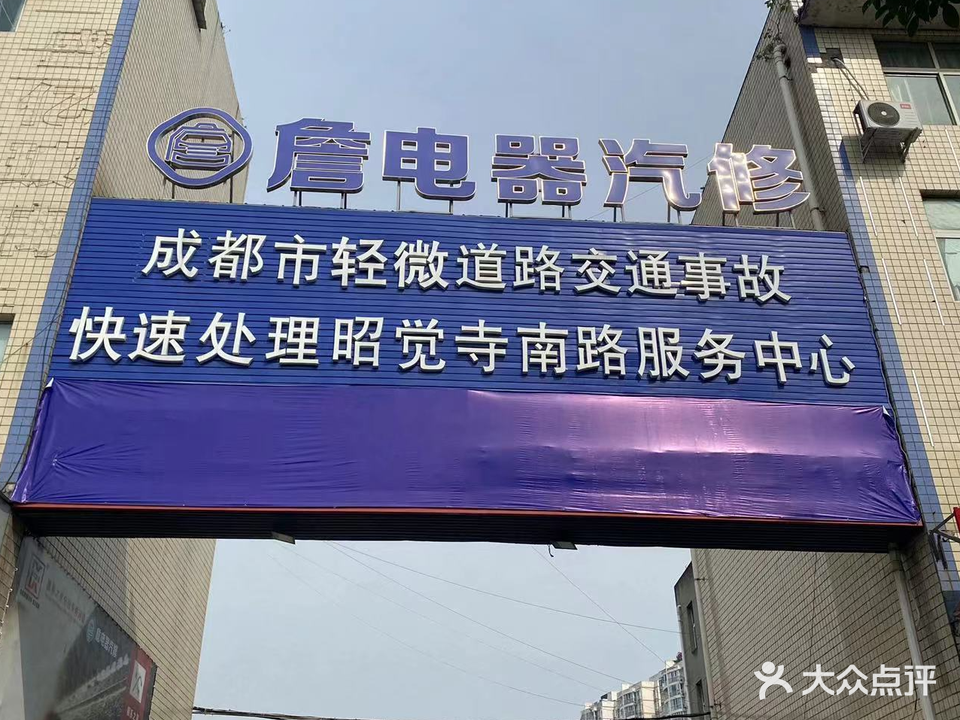 詹 詹电器汽修
成都市轻微道路交通事故
快速处理昭觉寺南路服务中心
大众点评